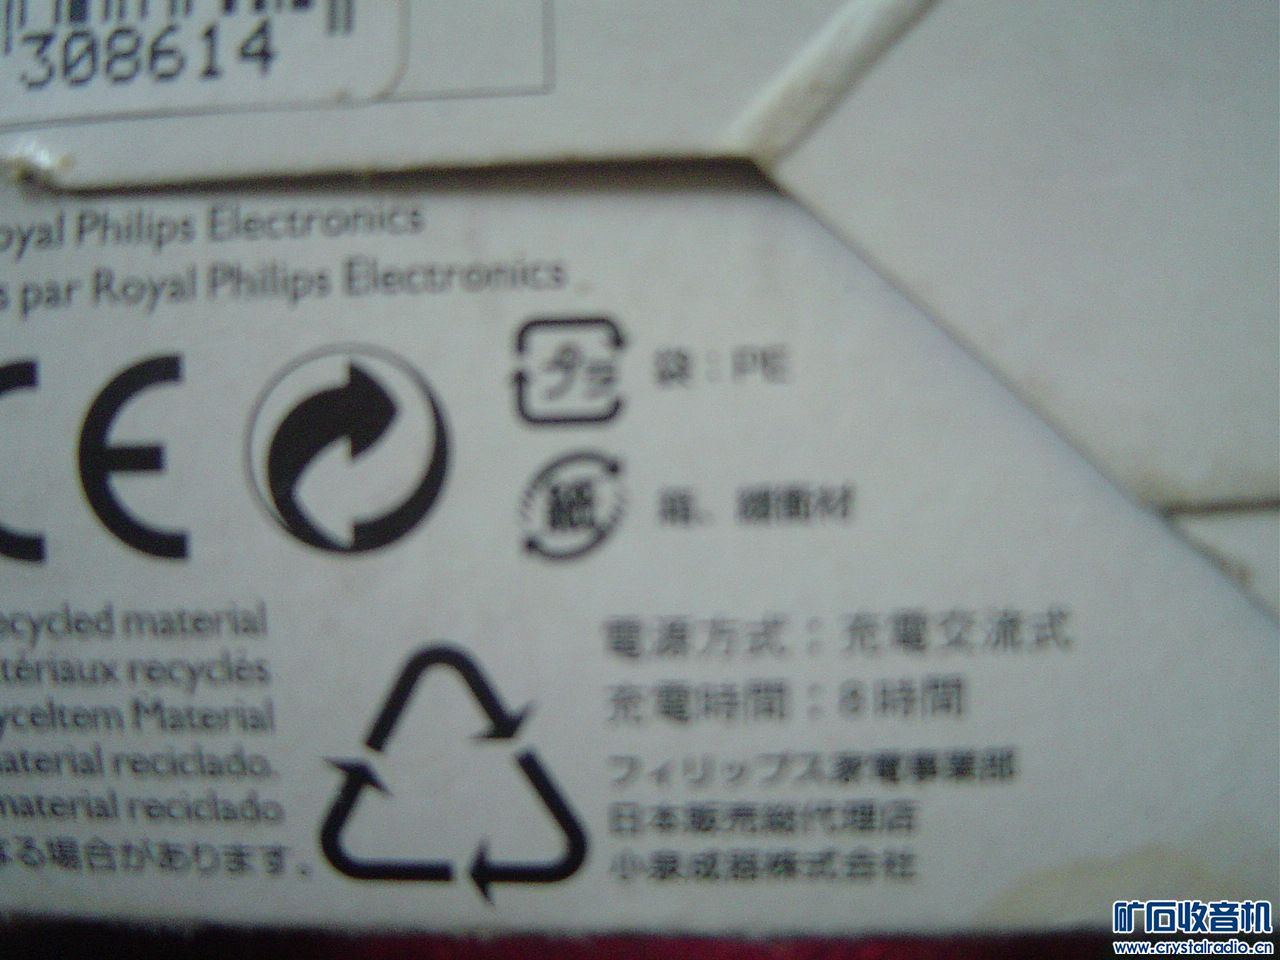 308614
oyal Philips Electronics
s par Royal Philips Electronics
CE
プラ
袋：PE
紙
箱、緩衝材
ecycled material
tériaux recyclés
yceltem Material
aterial reciclado.
material reciclado
る場合があります。
電源方式：充電交流式
充電時間：8時間
フィリップス家電事業部
日本販売総代理店
小泉成器株式会社
矿石收音机
www.crystalradio.cn